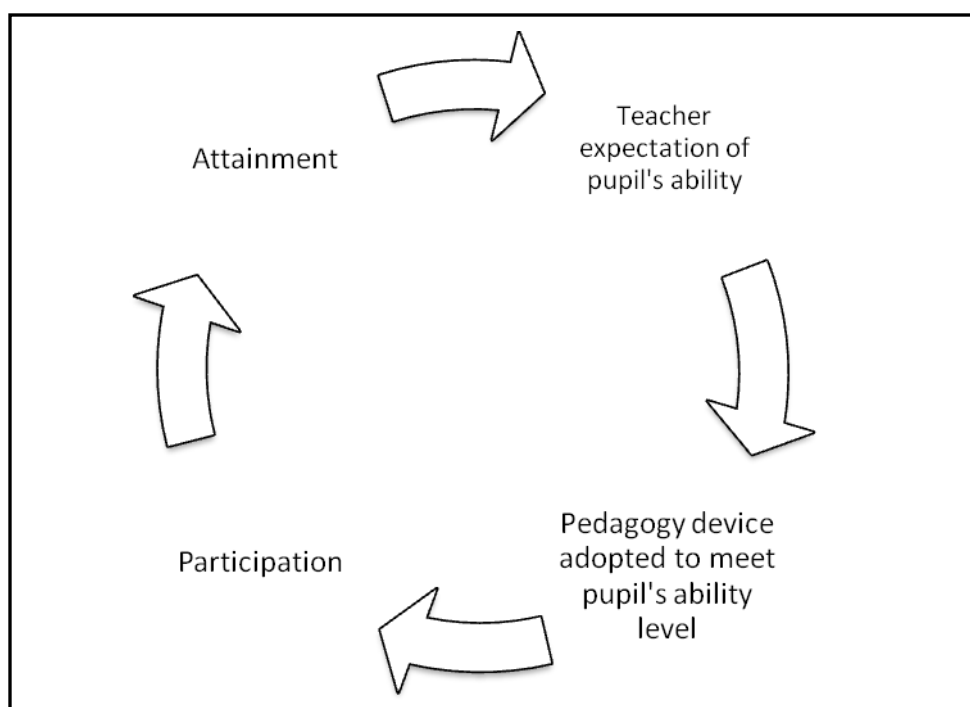 Attainment
Teacher
expectation of
pupil's ability
Pedagogy device
adopted to meet
pupil's ability
level
Participation